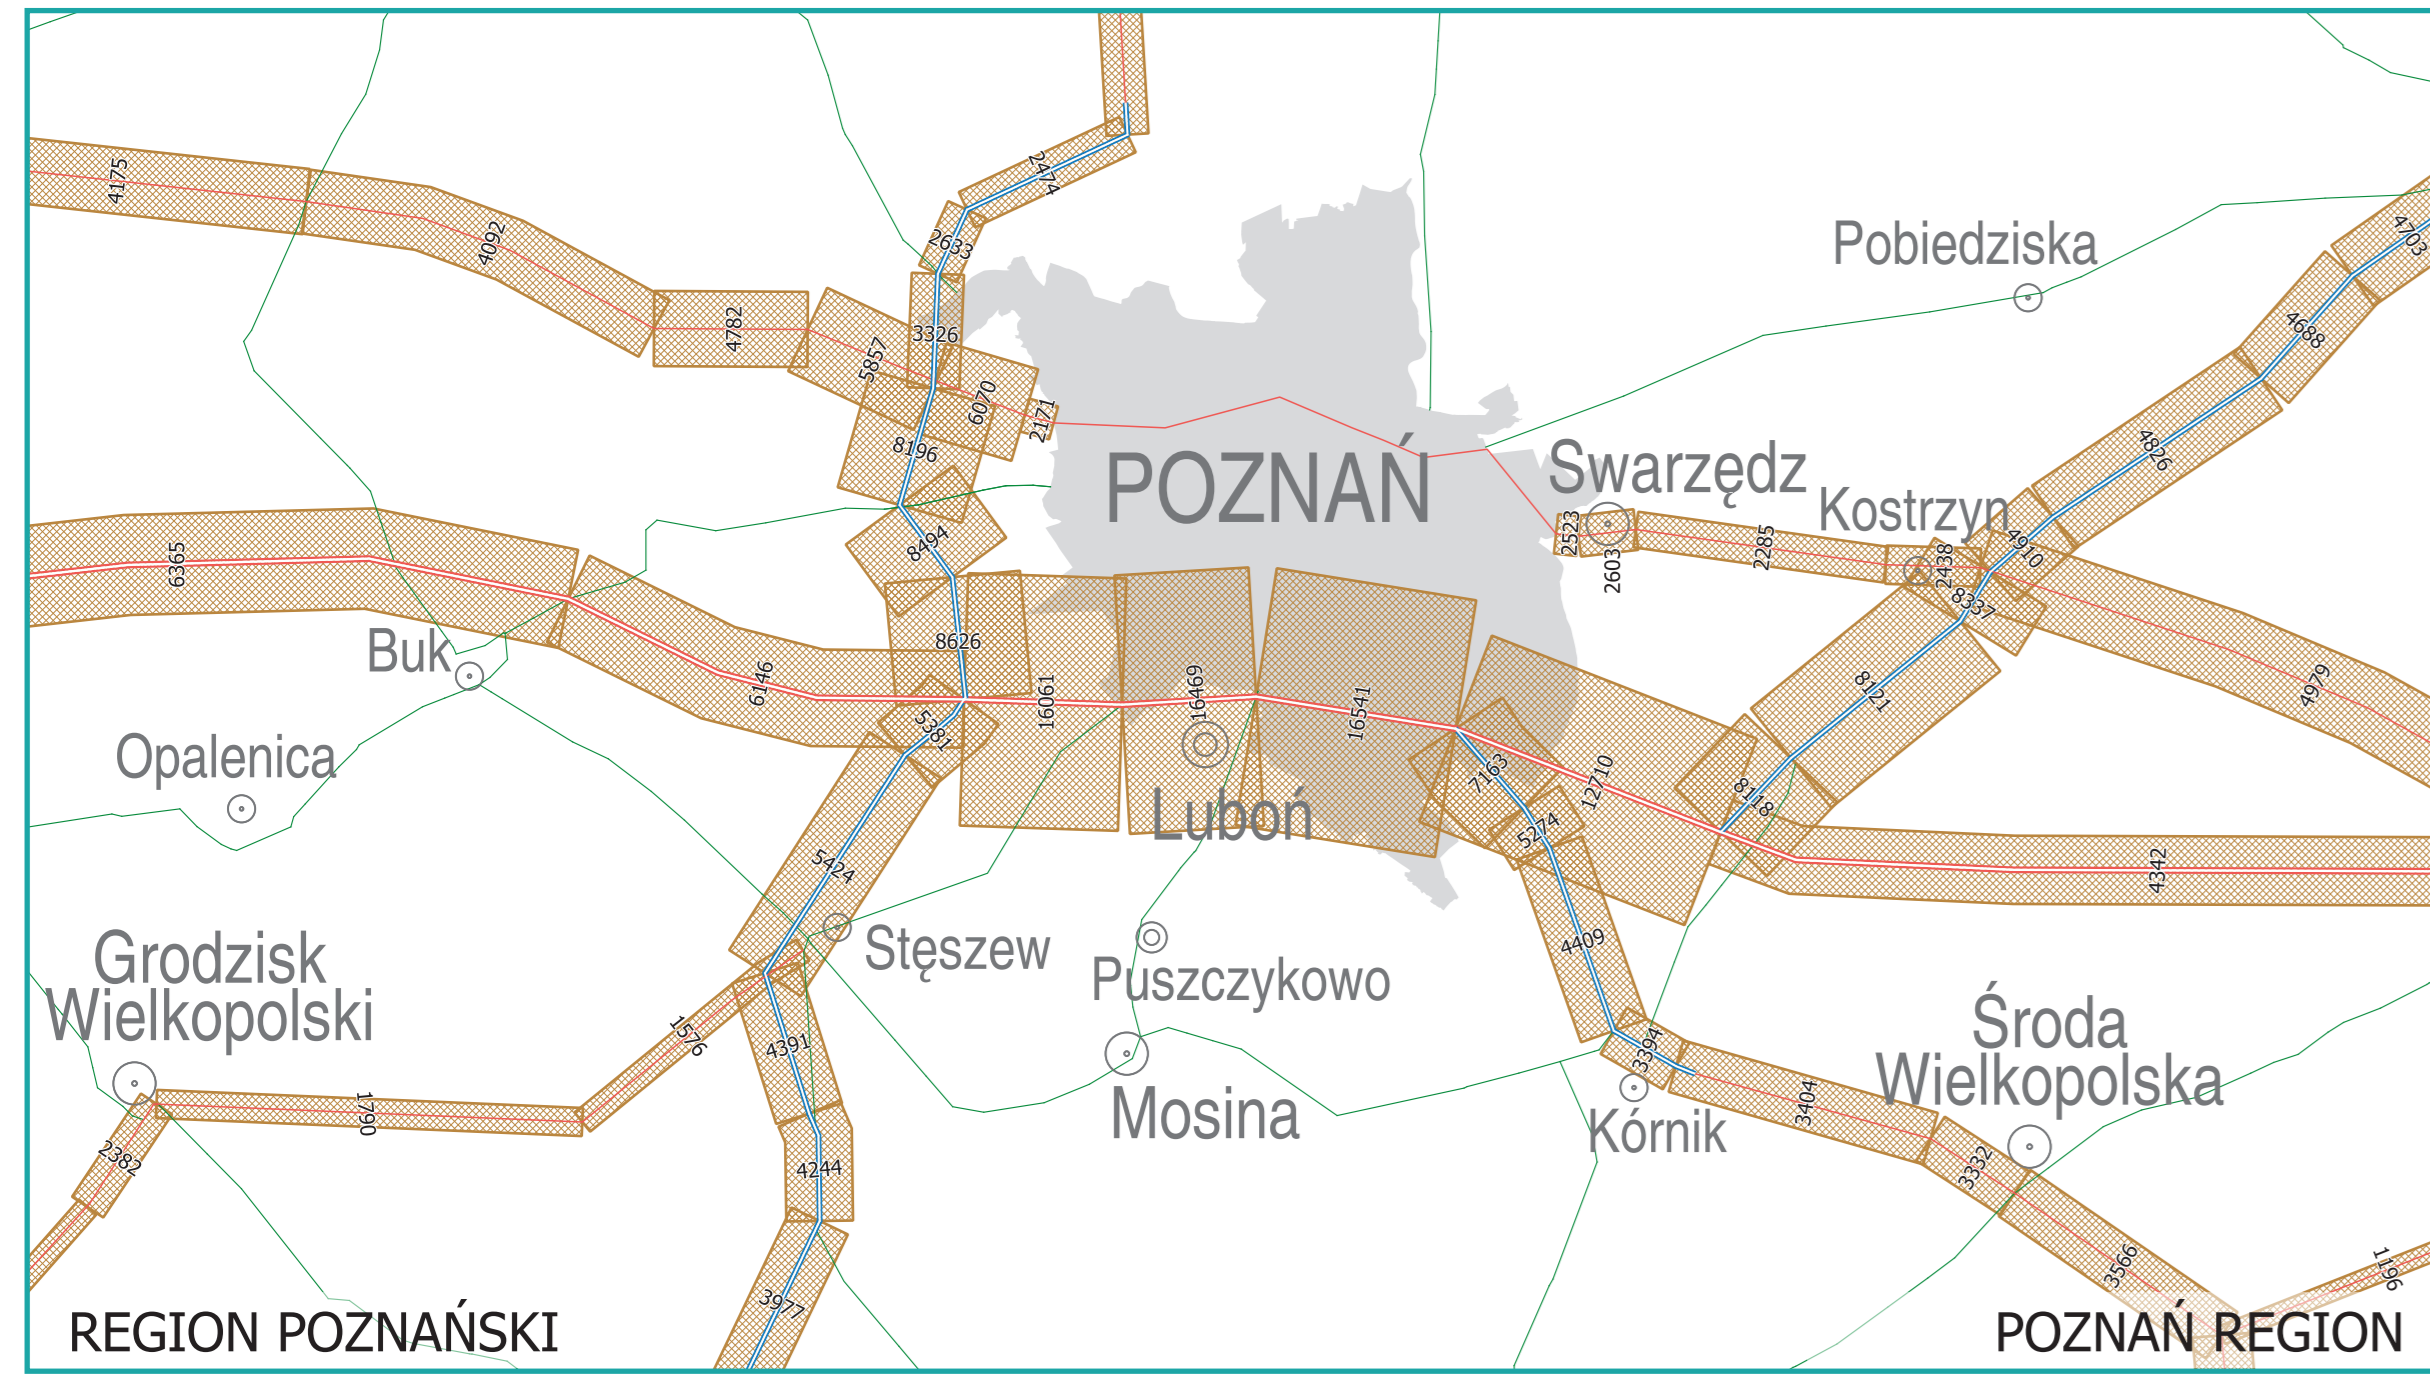 4175
2474
2633
4092
4703
Pobiedziska
4782
5857
3326
4688
6070
2171
8196
4826
POZNAŃ
Swarzędz
Kostrzyn
8494
2523
2603
2285
2438
4910
8337
6365
Buk
6146
8626
16061
16469
16541
8121
4979
5381
Opalenica
7163
12710
8118
Luboń
5274
5424
4342
Grodzisk
Wielkopolski
Stęszew
Puszczykowo
4409
1576
4391
3394
Środa
Wielkopolska
Mosina
Kórnik
3404
1790
2382
4244
3332
3566
1196
3977
REGION POZNAŃSKI
POZNAŃ REGION